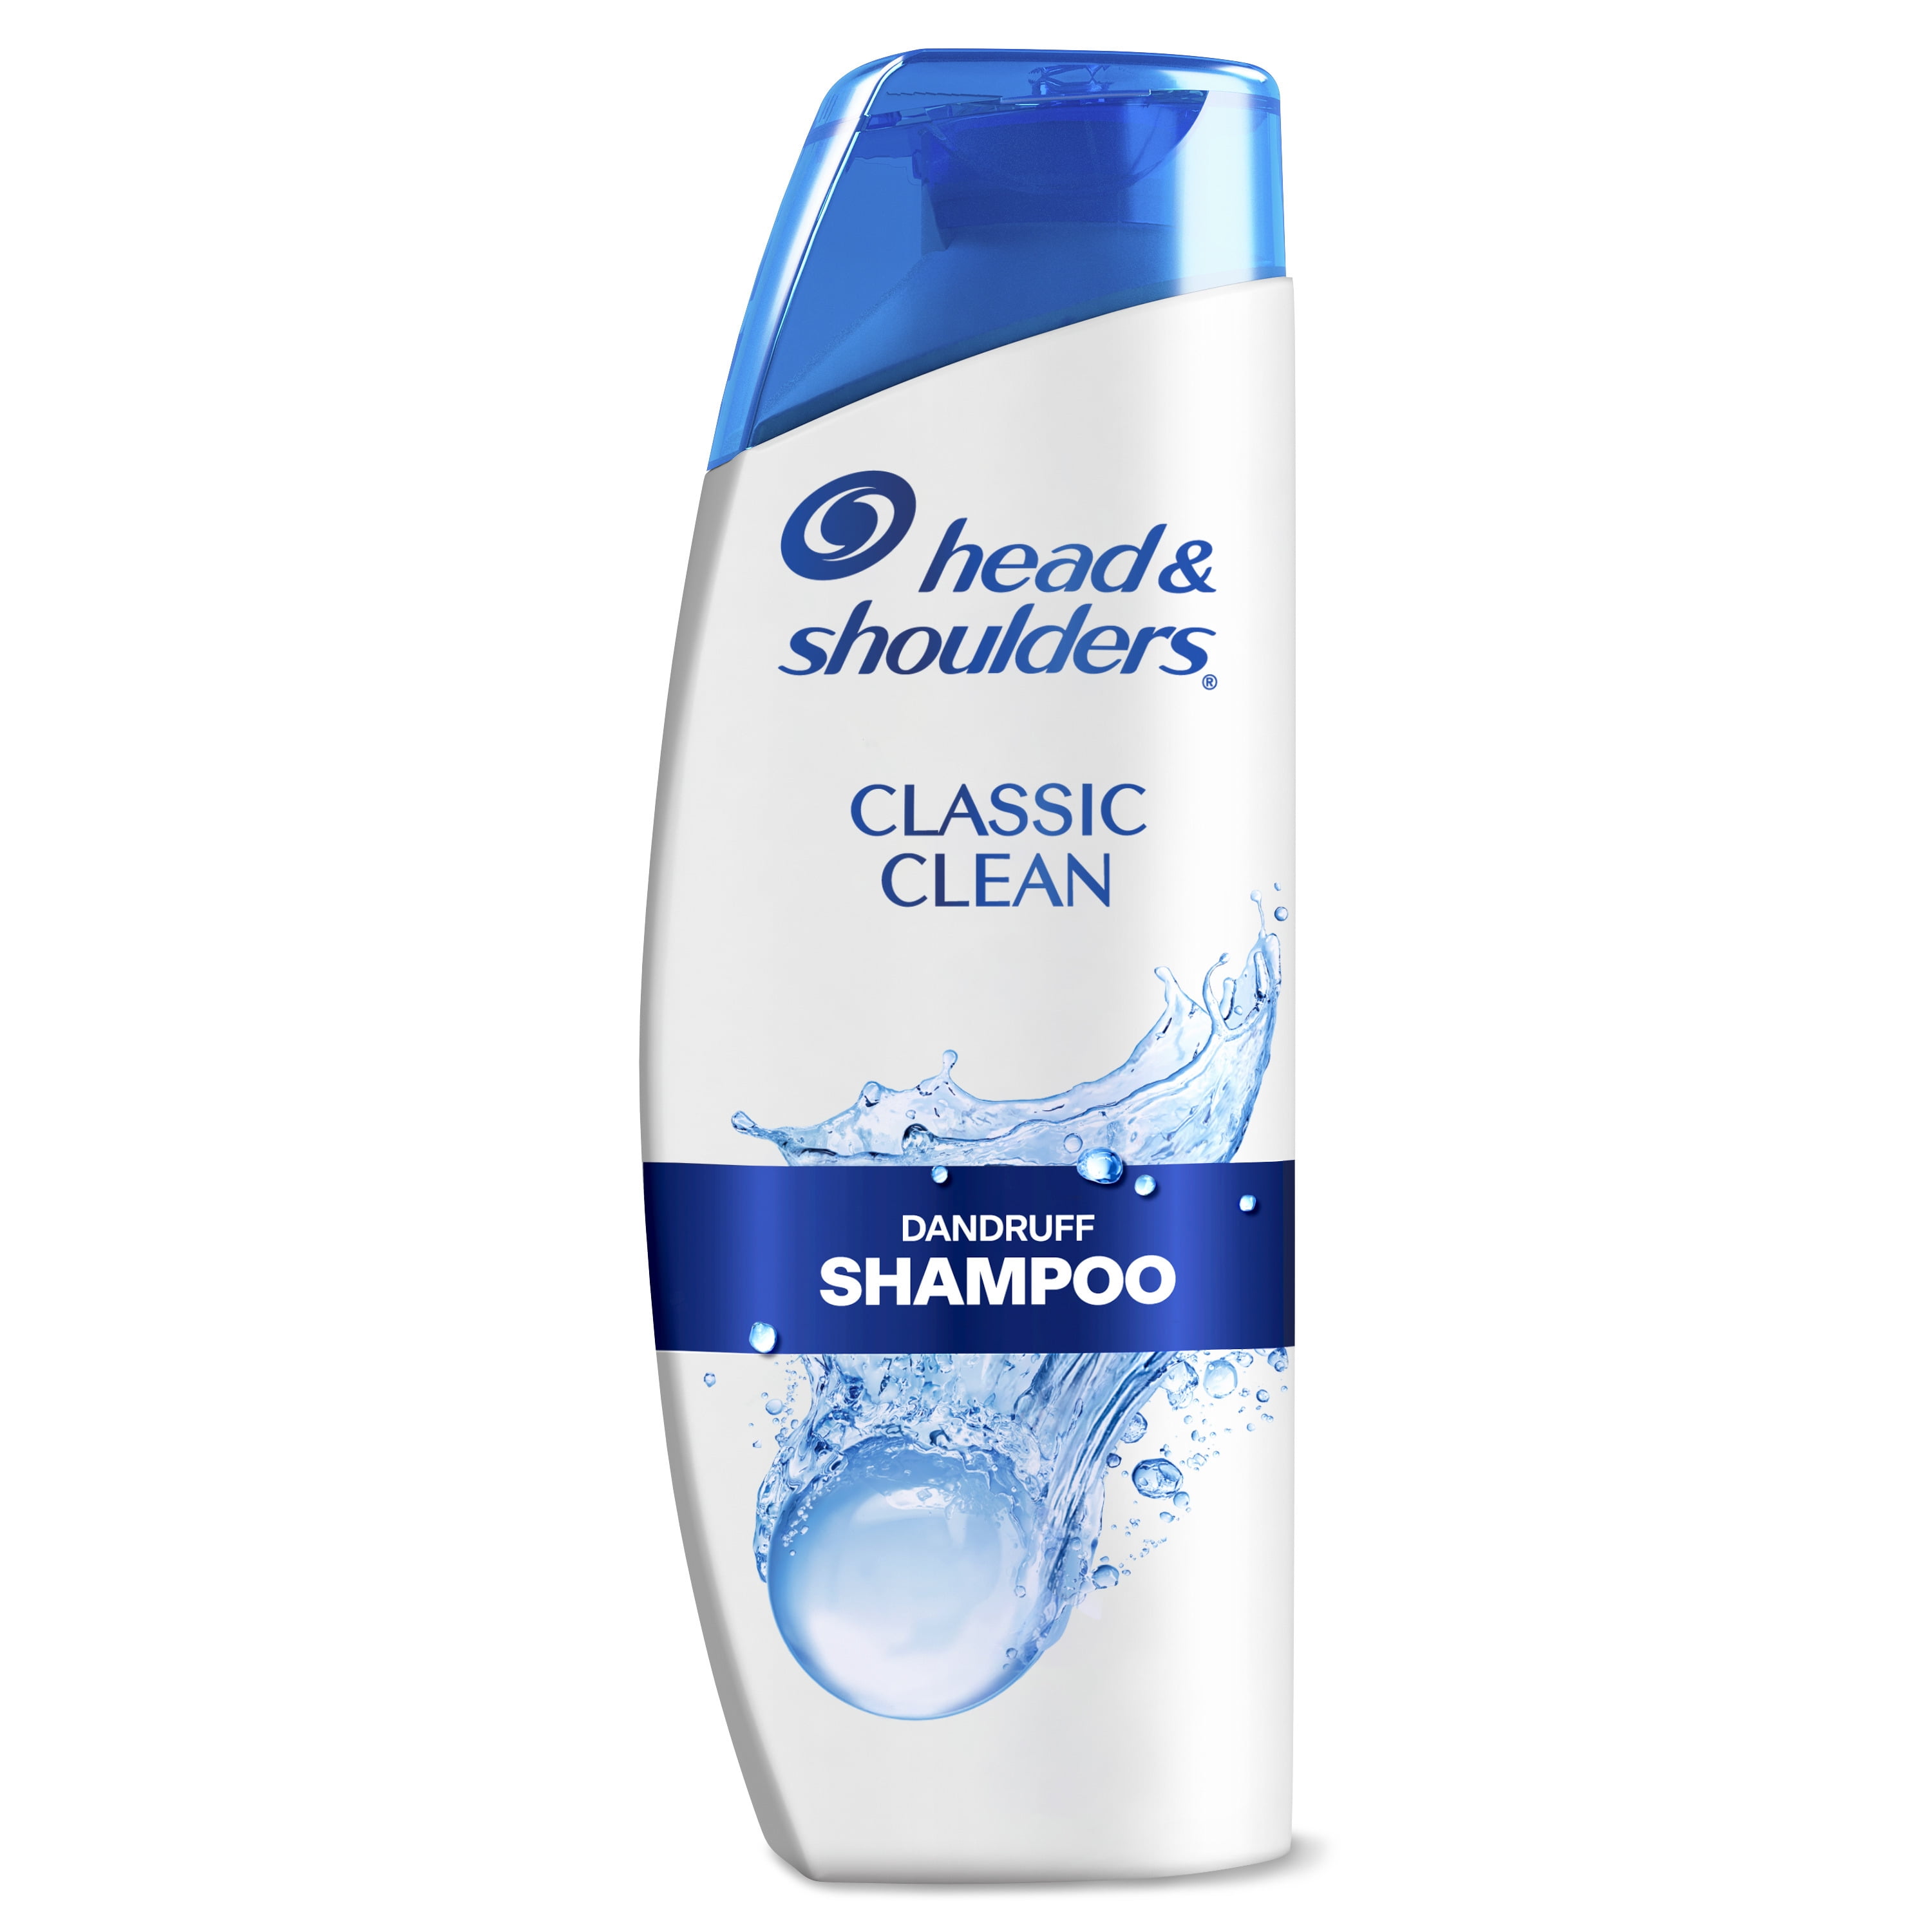 head &
shoulders®
CLASSIC
CLEAN
DANDRUFF
SHAMPOO